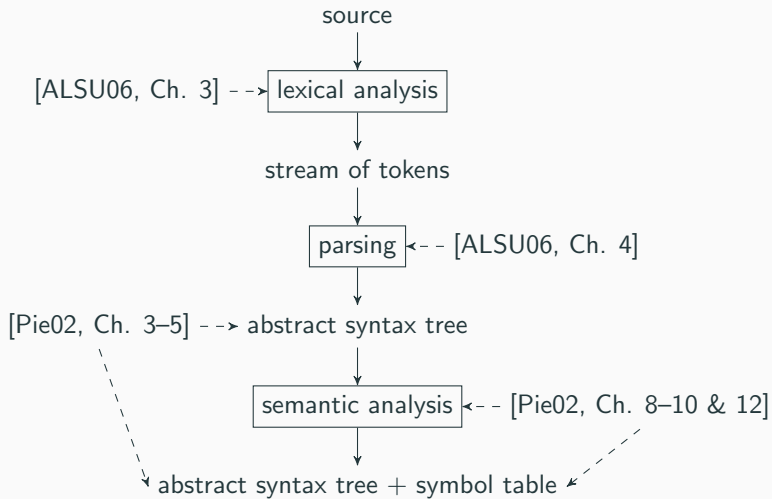 source
[ALSU06, Ch. 3] lexical analysis
stream of tokens
parsing [ALSU06, Ch. 4]
[Pie02, Ch. 3–5] abstract syntax tree
semantic analysis [Pie02, Ch. 8–10 & 12]
abstract syntax tree + symbol table